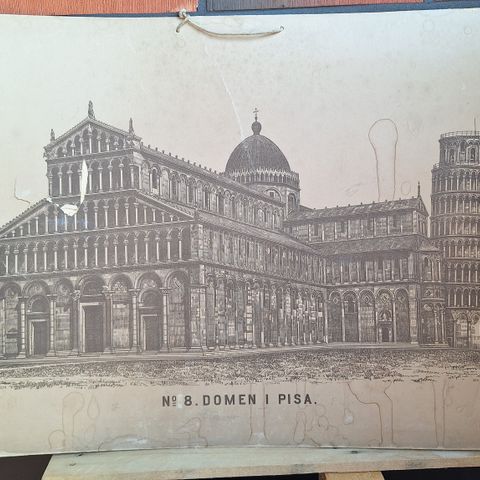 Nº 8. DOMEN I PISA.